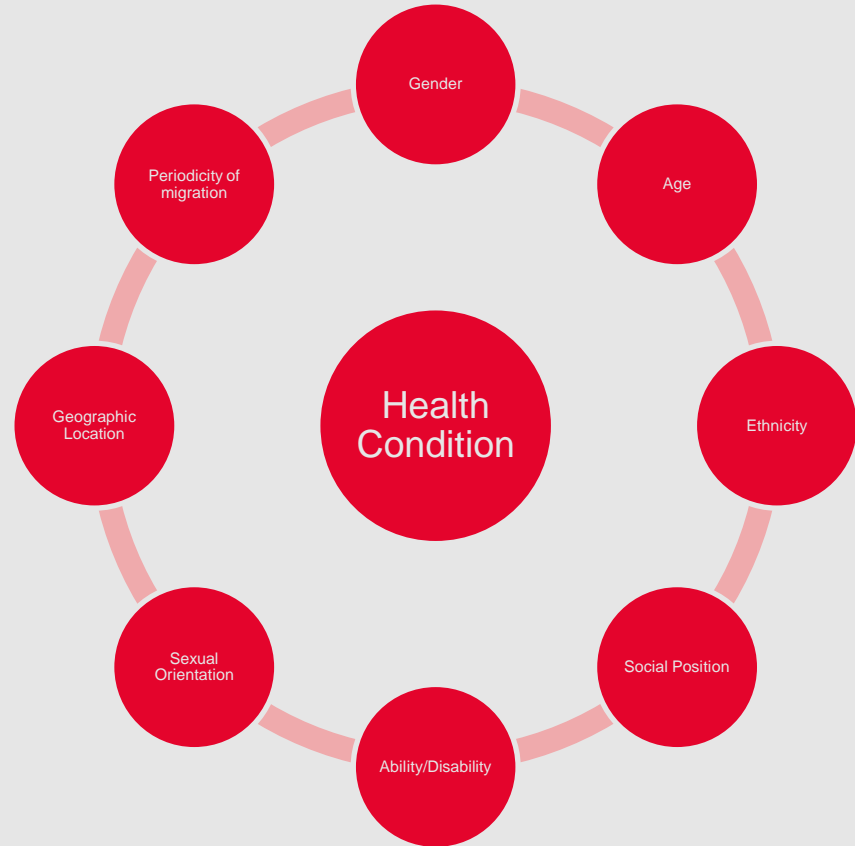 Gender
Age
Ethnicity
Social Position
Ability/Disability
Sexual
Orientation
Geographic
Location
Periodicity of
migration
Health
Condition